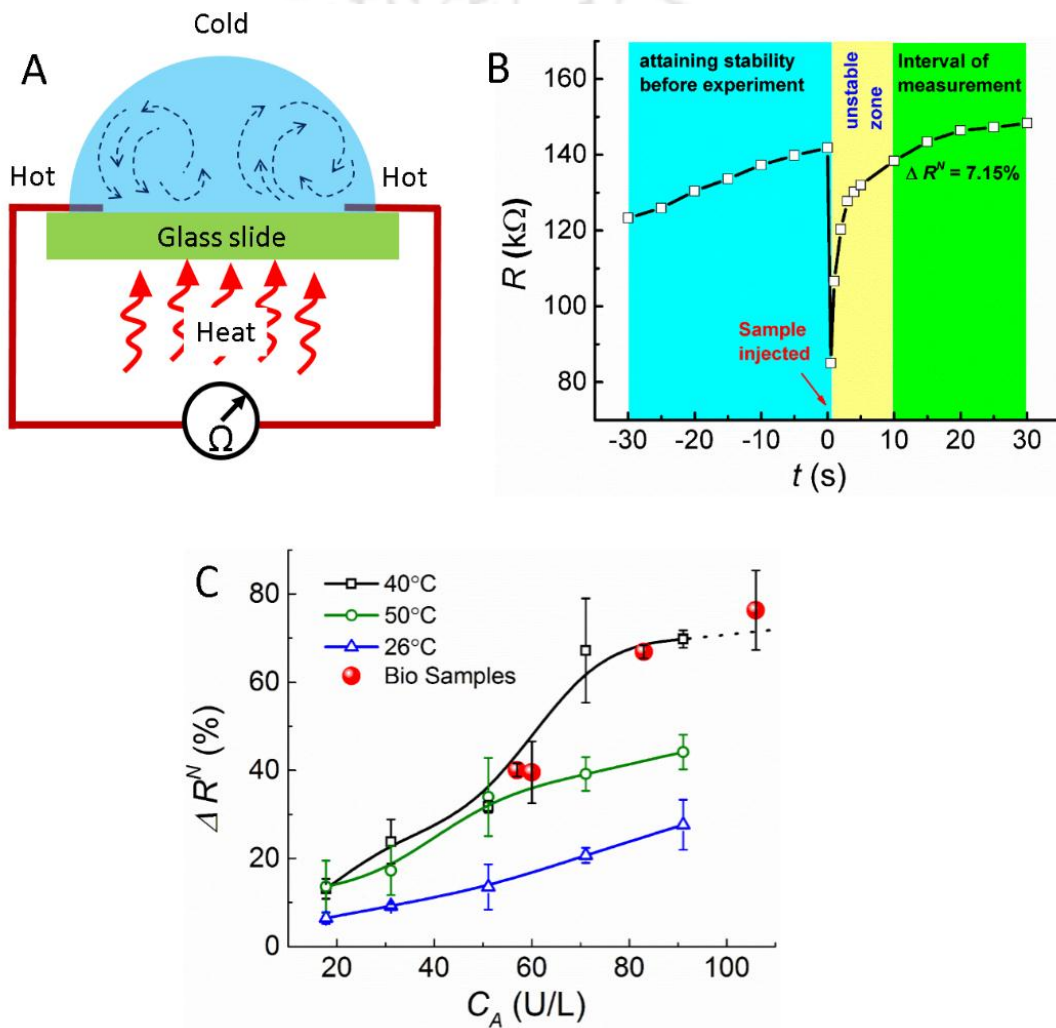 A
Cold
Hot
Hot
Glass slide
Heat
Ω
B
attaining stability
before experiment
unstable
zone
Interval of
measurement
Δ R^N = 7.15%
Sample
injected
R (kΩ)
160
140
120
100
80
-30 -20 -10 0 10 20 30
t (s)
C
40°C
50°C
26°C
Bio Samples
Δ R^N (%)
80
60
40
20
0
20 40 60 80 100
C_A (U/L)